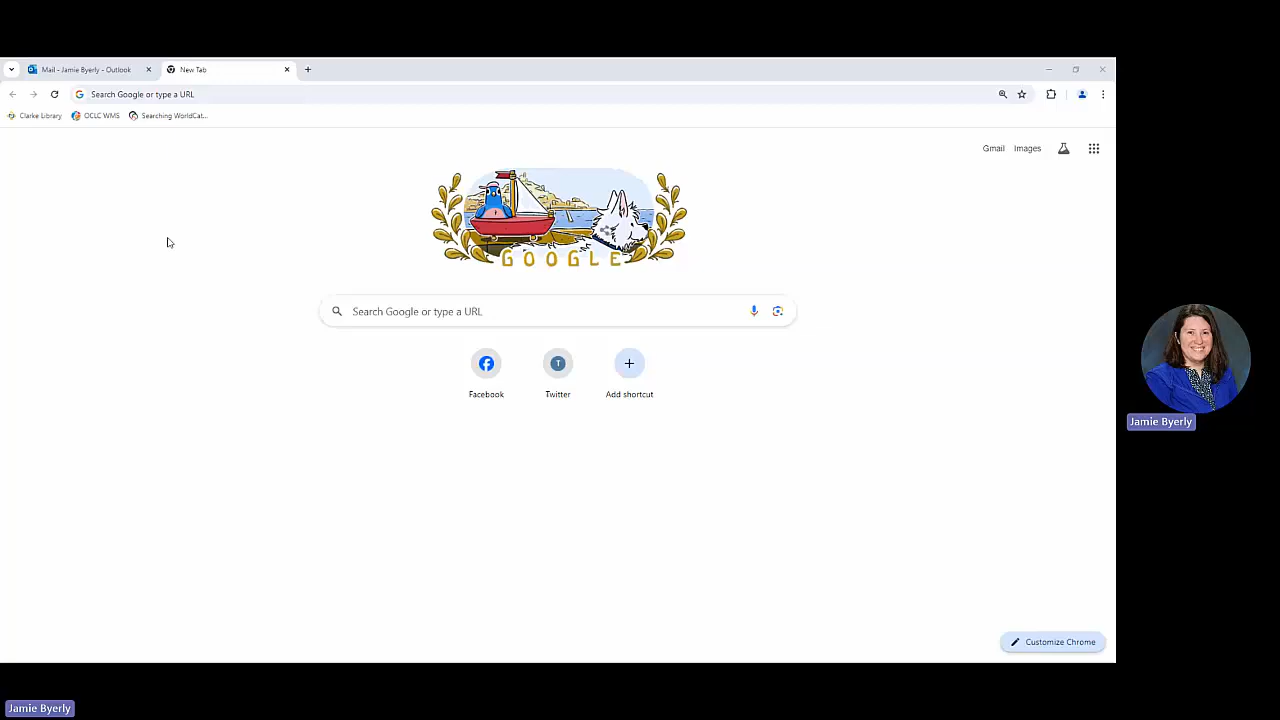 Mail - Jamie Byerly - Outlook
New Tab
Search Google or type a URL
Clarke Library
OCLC WMS
Searching WorldCat...
Gmail
Images
GOOGLE
Search Google or type a URL
Facebook
T
Twitter
Add shortcut
Customize Chrome
Jamie Byerly
Jamie Byerly